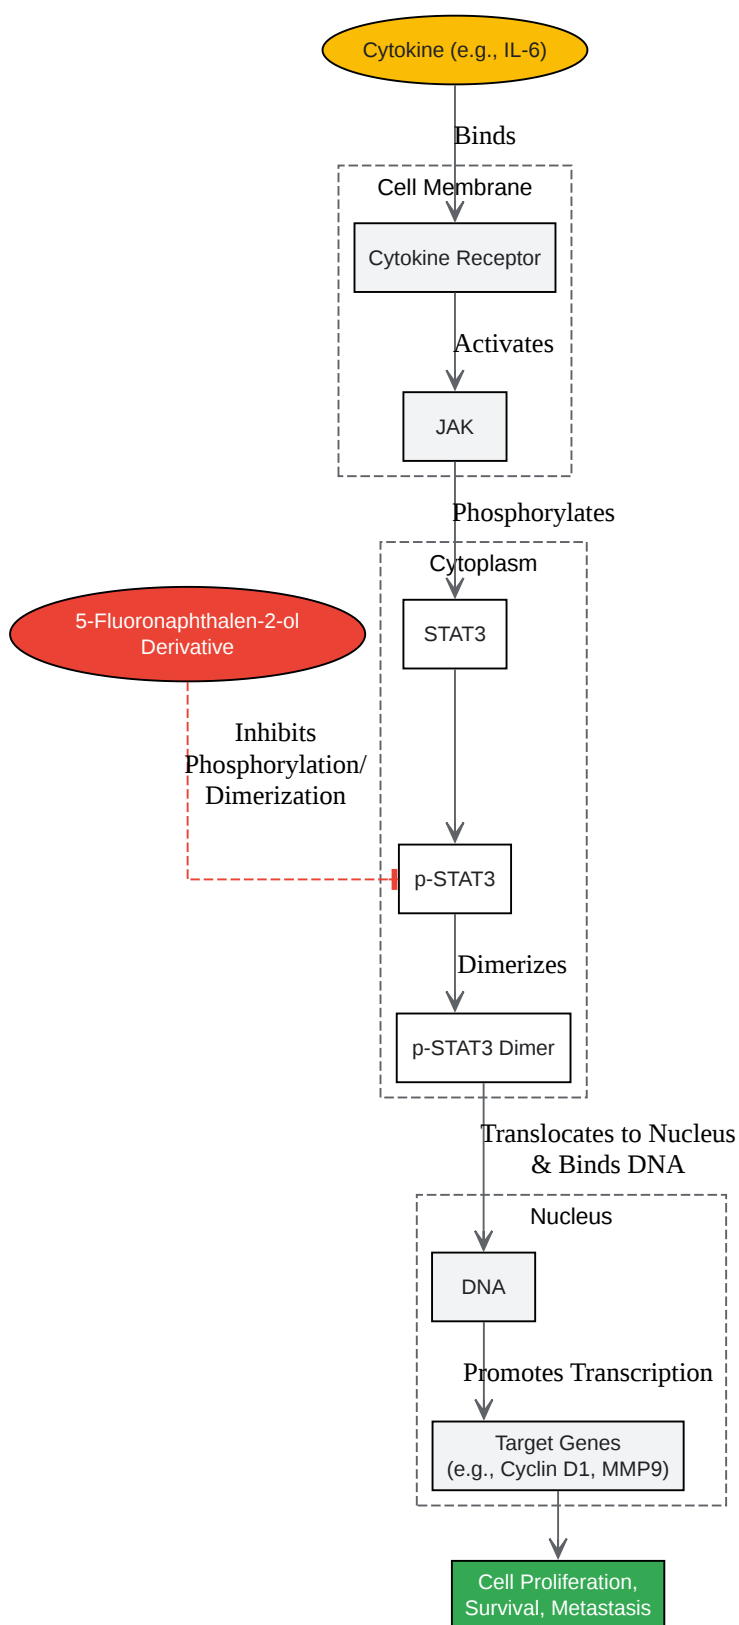 Cytokine (e.g., IL-6)
Binds
Cell Membrane
Cytokine Receptor
Activates
JAK
Phosphorylates
Cytoplasm
STAT3
5-Fluoronaphthalen-2-ol
Derivative
Inhibits
Phosphorylation/
Dimerization
p-STAT3
Dimerizes
p-STAT3 Dimer
Translocates to Nucleus
& Binds DNA
Nucleus
DNA
Promotes Transcription
Target Genes
(e.g., Cyclin D1, MMP9)
Cell Proliferation,
Survival, Metastasis